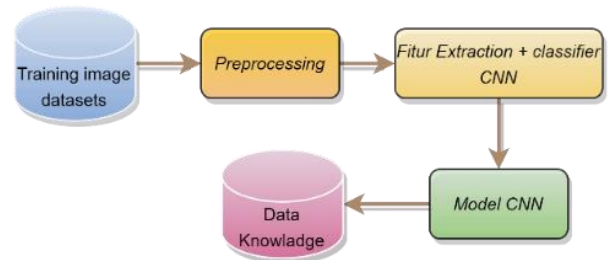 Training image
datasets
Preprocessing
Fitur Extraction + classifier
CNN
Model CNN
Data
Knowladge